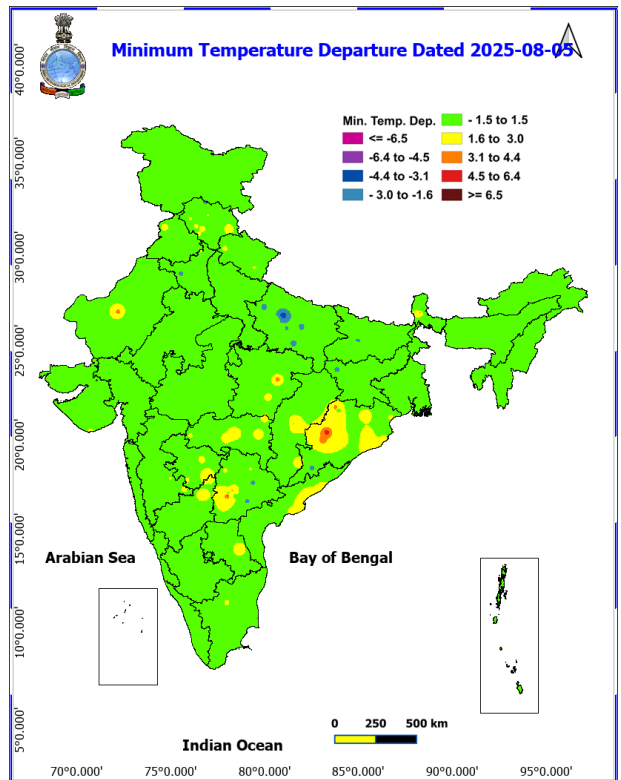 Minimum Temperature Departure Dated 2025-08-05
40°0.000'
Min. Temp. Dep.
<= -6.5
-6.4 to -4.5
-4.4 to -3.1
- 3.0 to -1.6
- 1.5 to 1.5
1.6 to 3.0
3.1 to 4.4
4.5 to 6.4
>= 6.5
35°0.000'
30°0.000'
25°0.000'
20°0.000'
15°0.000'
Arabian Sea
Bay of Bengal
10°0.000'
5°0.000'
0 250 500 km
Indian Ocean
70°0.000' 75°0.000' 80°0.000' 85°0.000' 90°0.000' 95°0.000'